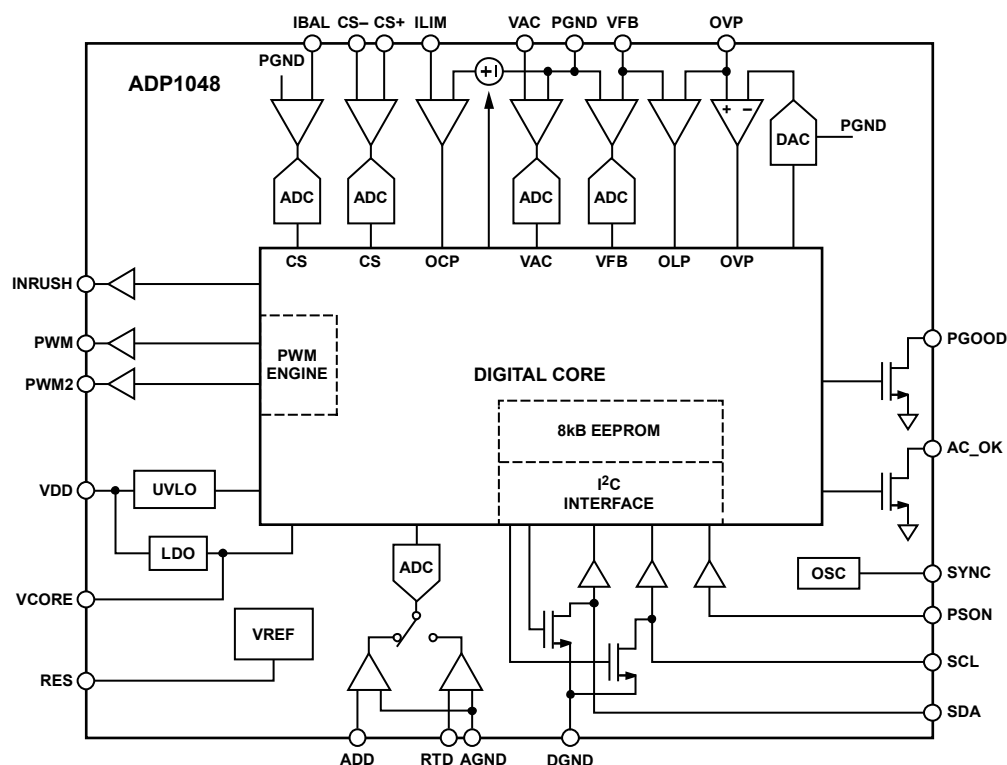 IBAL CS– CS+ ILIM VAC PGND VFB OVP
ADP1048
PGND
+
+ –
DAC
PGND
ADC ADC ADC ADC
CS CS OCP VAC VFB OLP OVP
INRUSH
PWM
PWM2
PWM
ENGINE
DIGITAL CORE
8kB EEPROM
I2C
INTERFACE
PGOOD
AC_OK
VDD
UVLO
LDO
VCORE
ADC
VREF
RES
OSC
SYNC
PSON
SCL
SDA
ADD RTD AGND DGND